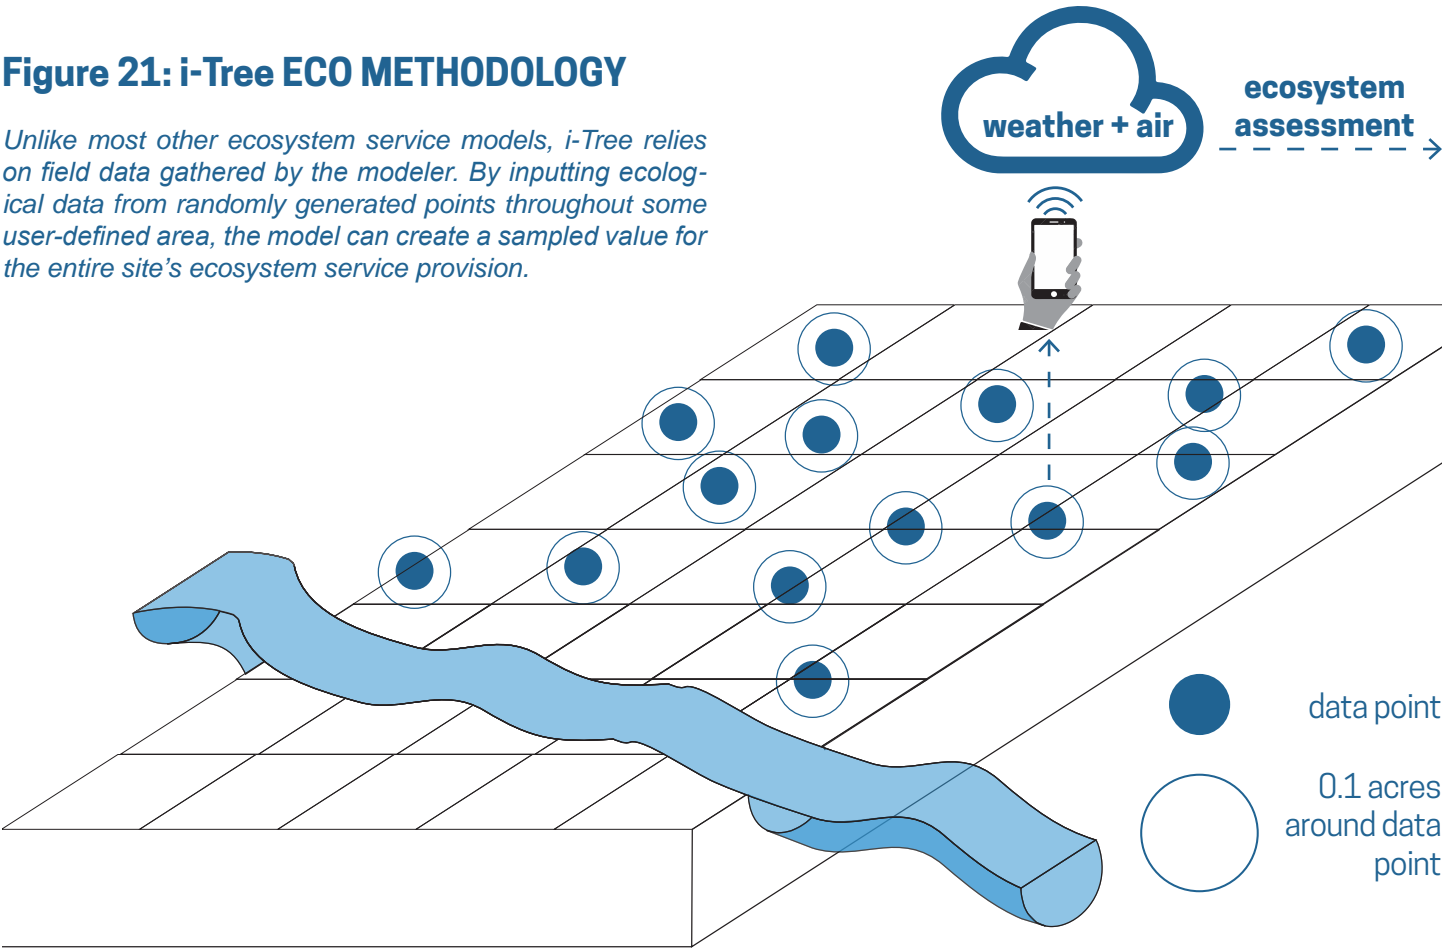 Figure 21: i-Tree ECO METHODOLOGY
Unlike most other ecosystem service models, i-Tree relies
on field data gathered by the modeler. By inputting ecolog-
ical data from randomly generated points throughout some
user-defined area, the model can create a sampled value for
the entire site's ecosystem service provision.
weather + air
ecosystem
assessment
data point
0.1 acres
around data
point